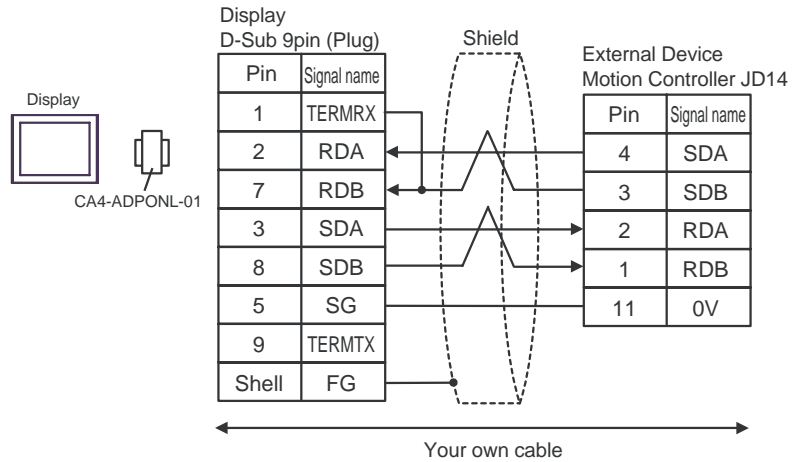 Display
D-Sub 9pin (Plug)
Shield
External Device
Motion Controller JD14
Display
CA4-ADPONL-01
Pin Signal name
1 TERMRX
2 RDA
7 RDB
3 SDA
8 SDB
5 SG
9 TERMTX
Shell FG
Pin Signal name
4 SDA
3 SDB
2 RDA
1 RDB
11 0V
Your own cable